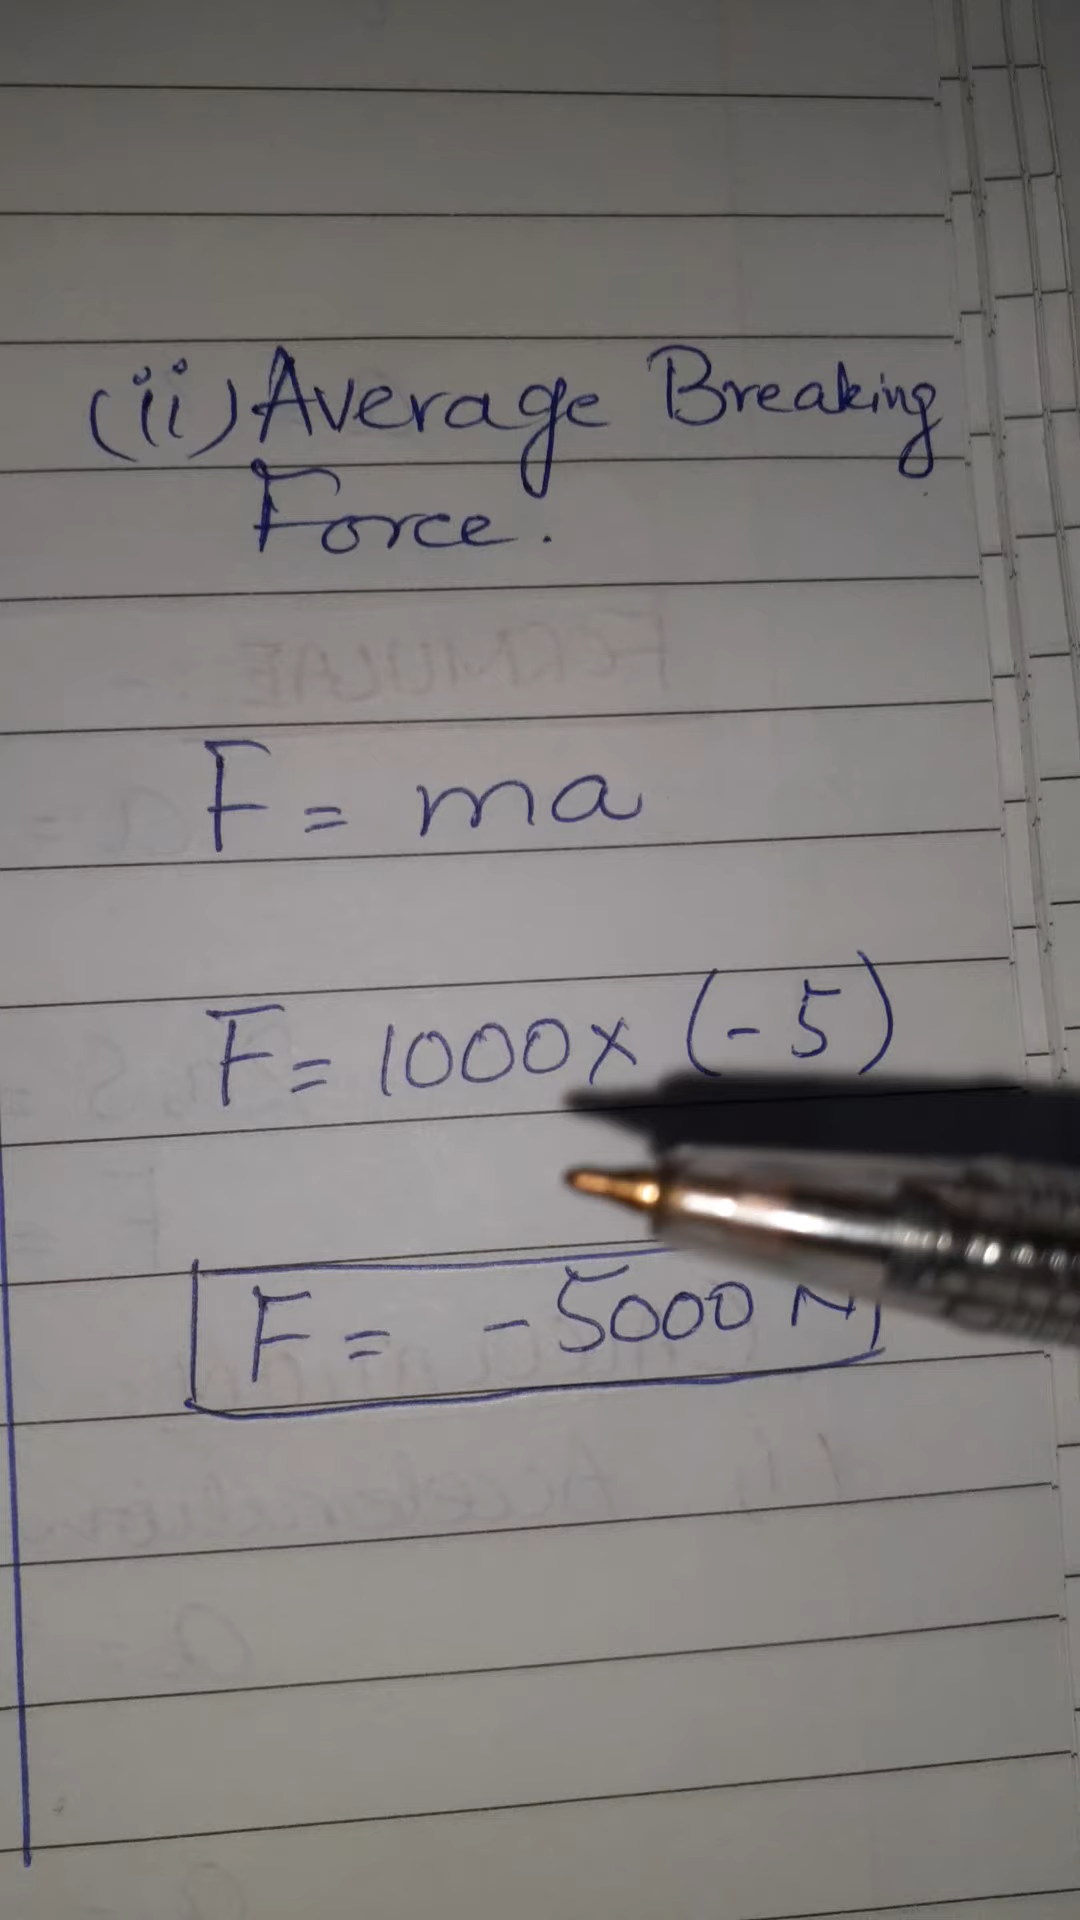 (ii) Average Breaking
Force.
F = ma
F = 1000 x (-5)
F = -5000 N